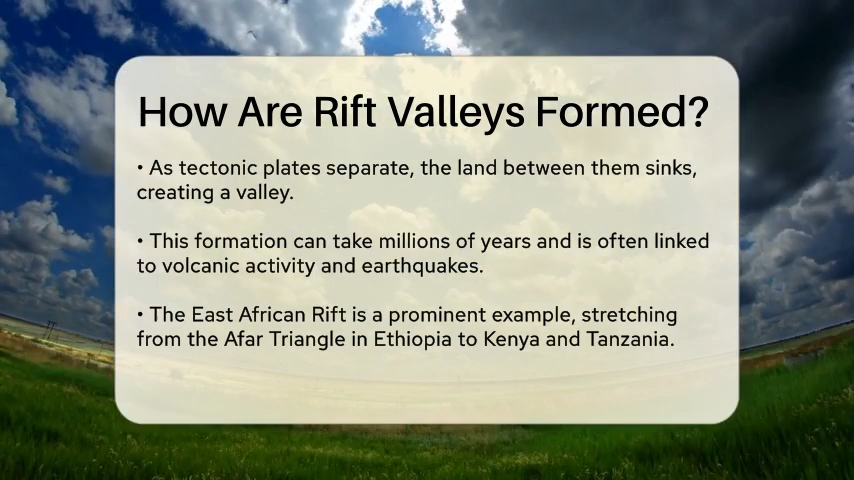 How Are Rift Valleys Formed?
• As tectonic plates separate, the land between them sinks,
creating a valley.
• This formation can take millions of years and is often linked
to volcanic activity and earthquakes.
• The East African Rift is a prominent example, stretching
from the Afar Triangle in Ethiopia to Kenya and Tanzania.